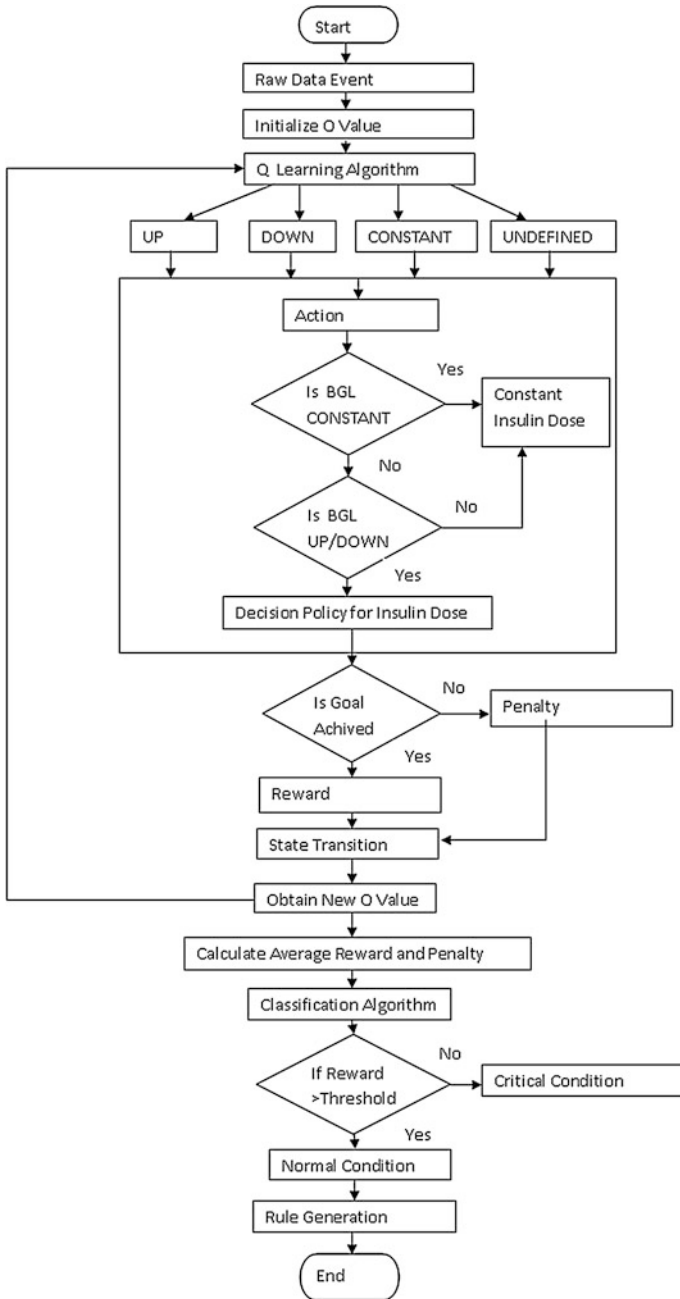 Start
Raw Data Event
Initialize Q Value
Q Learning Algorithm
UP
DOWN
CONSTANT
UNDEFINED
Action
Is BGL
CONSTANT
Yes
Constant
Insulin Dose
No
Is BGL
UP/DOWN
No
Yes
Decision Policy for Insulin Dose
Is Goal
Achived
No
Penalty
Yes
Reward
State Transition
Obtain New Q Value
Calculate Average Reward and Penalty
Classification Algorithm
If Reward
>Threshold
No
Critical Condition
Yes
Normal Condition
Rule Generation
End